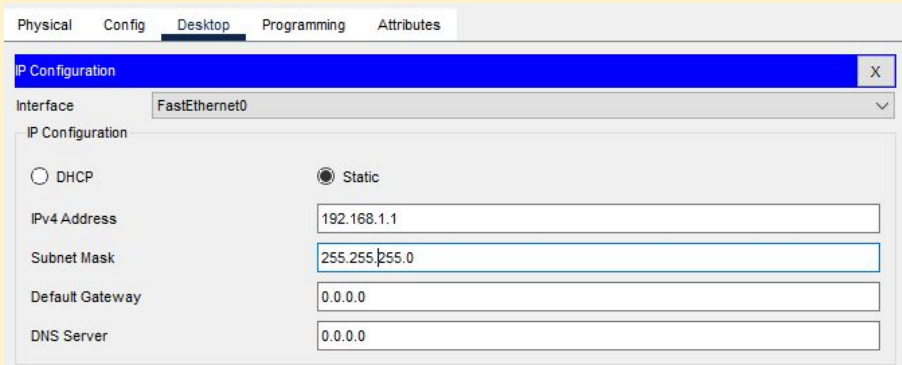 Physical Config Desktop Programming Attributes
IP Configuration X
Interface FastEthernet0
IP Configuration
DHCP Static
IPv4 Address 192.168.1.1
Subnet Mask 255.255.255.0
Default Gateway 0.0.0.0
DNS Server 0.0.0.0